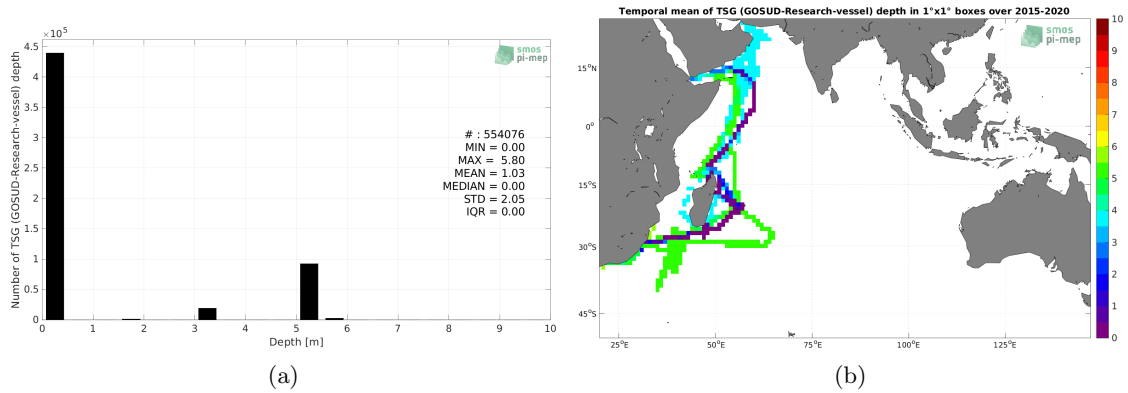 ×10⁵
4.5
4
3.5
3
2.5
2
1.5
1
0.5
0
Number of TSG (GOSUD-Research-vessel) depth
smos
pi-mep
# : 554076
MIN = 0.00
MAX = 5.80
MEAN = 1.03
MEDIAN = 0.00
STD = 2.05
IQR = 0.00
0 1 2 3 4 5 6 7 8 9 10
Depth [m]
(a)
Temporal mean of TSG (GOSUD-Research-vessel) depth in 1°x1° boxes over 2015-2020
smos
pi-mep
15°N
0°
15°S
30°S
45°S
25°E 50°E 75°E 100°E 125°E
10
9
8
7
6
5
4
3
2
1
0
(b)